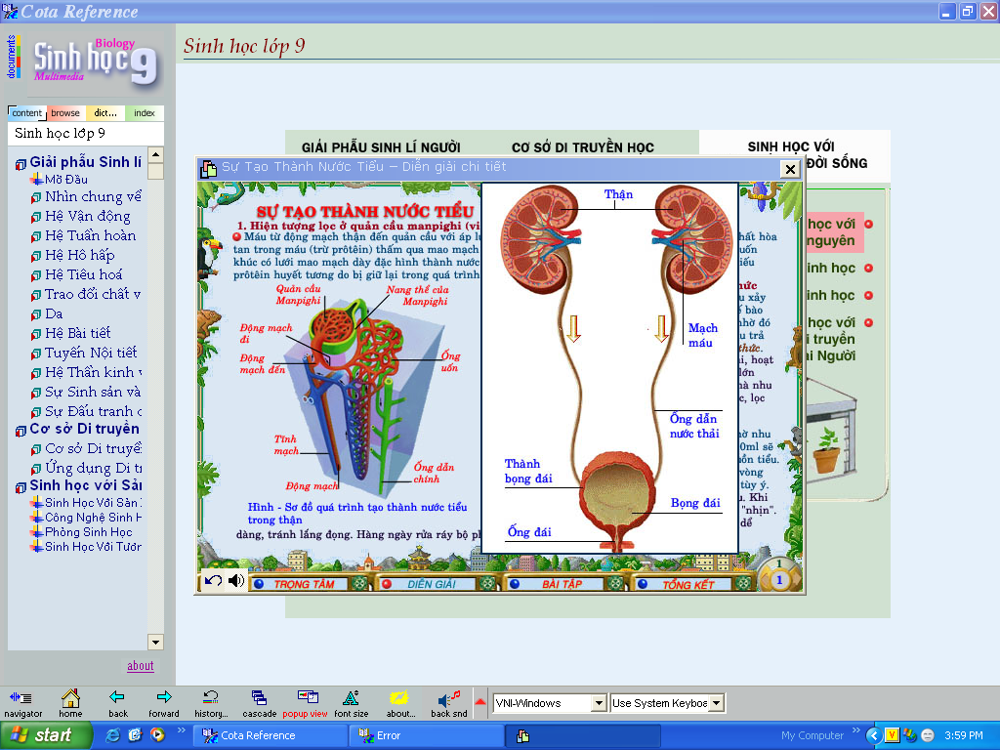 Cota Reference
documents
Biology
Sinh học 9
Multimedia
content browse dict... index
Sinh học lớp 9
Giải phẫu Sinh lí
Mở Đầu
Nhìn chung về
Hệ Vận động
Hệ Tuần hoàn
Hệ Hô hấp
Hệ Tiêu hoá
Trao đổi chất v
Da
Hệ Bài tiết
Tuyến Nội tiết
Hệ Thần kinh v
Sự Sinh sản và
Sự Đấu tranh c
Cơ sở Di truyền
Cơ sở Di truyề
Ứng dụng Di t
Sinh học với Sả
Sinh Học Với Sản
Công Nghệ Sinh H
Phòng Sinh Học
Sinh Học Với Tươn
about
Sinh học lớp 9
GIẢI PHẪU SINH LÍ NGƯỜI
CƠ SỞ DI TRUYỀN HỌC
SINH HỌC VỚI
ĐỜI SỐNG
học với
nguyên
inh học
inh học
học với
i truyền
ài Người
Sự Tạo Thành Nước Tiểu – Diễn giải chi tiết
SỰ TẠO THÀNH NƯỚC TIỂU
1. Hiện tượng lọc ở quản cầu manpighi (vi
Máu từ động mạch thận đến quản cầu với áp lu
tan trong máu (trừ prôtêin) thấm qua mao mạch
khúc có lưới mao mạch dày đặc hình thành nước
prôtêin huyết tương do bị giữ lại trong quá trình
Quản cầu
Manpighi
Nang thể của
Manpighi
Động mạch
đi
Động
mạch đến
Ống
uốn
Tĩnh
mạch
Động mạch
Ống dẫn
chính
Hình - Sơ đồ quá trình tạo thành nước tiểu
trong thận
dàng, tránh lắng đọng. Hàng ngày rửa ráy bộ ph
Thận
Mạch
máu
Ống dẫn
nước thải
Thành
bọng đái
Bọng đái
Ống đái
hất hòa
uốn
iếu
hức
u xảy
ế bào
nhờ đó
u trả
thức.
i, hoạt
lớn
hà nhu
c, lọc
hờ nhu
0ml sẽ
uồn tiểu.
vòng
tùy ý.
u. Khi
"nhịn".
dể
TRỌNG TÂM DIỄN GIẢI BÀI TẬP TỔNG KẾT
1
1
navigator home back forward history... cascade popup view font size about... back snd
VNI-Windows
Use System Keyboa
start
Cota Reference
Error
My Computer
V
3:59 PM